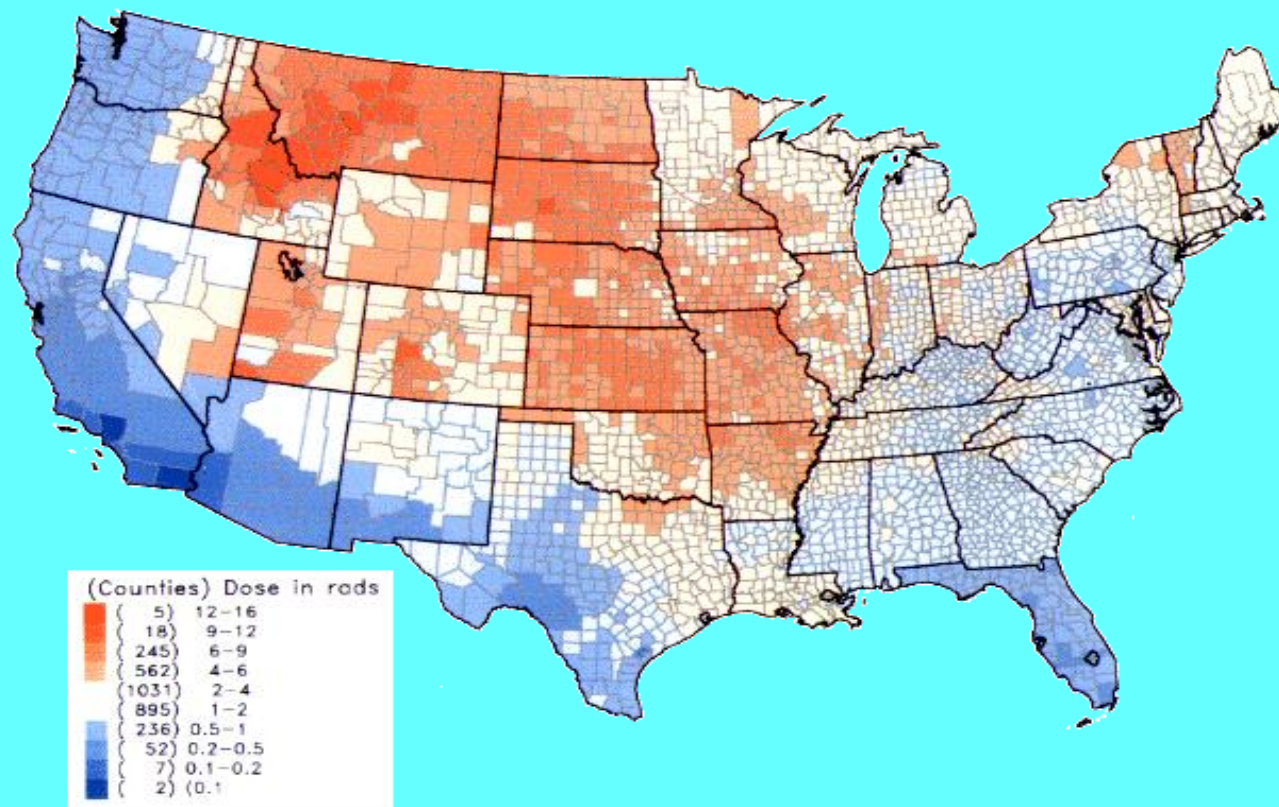 (Counties) Dose in rads
( 5) 12-16
( 18) 9-12
( 245) 6-9
( 562) 4-6
(1031) 2-4
( 895) 1-2
( 236) 0.5-1
( 52) 0.2-0.5
( 7) 0.1-0.2
( 2) (0.1